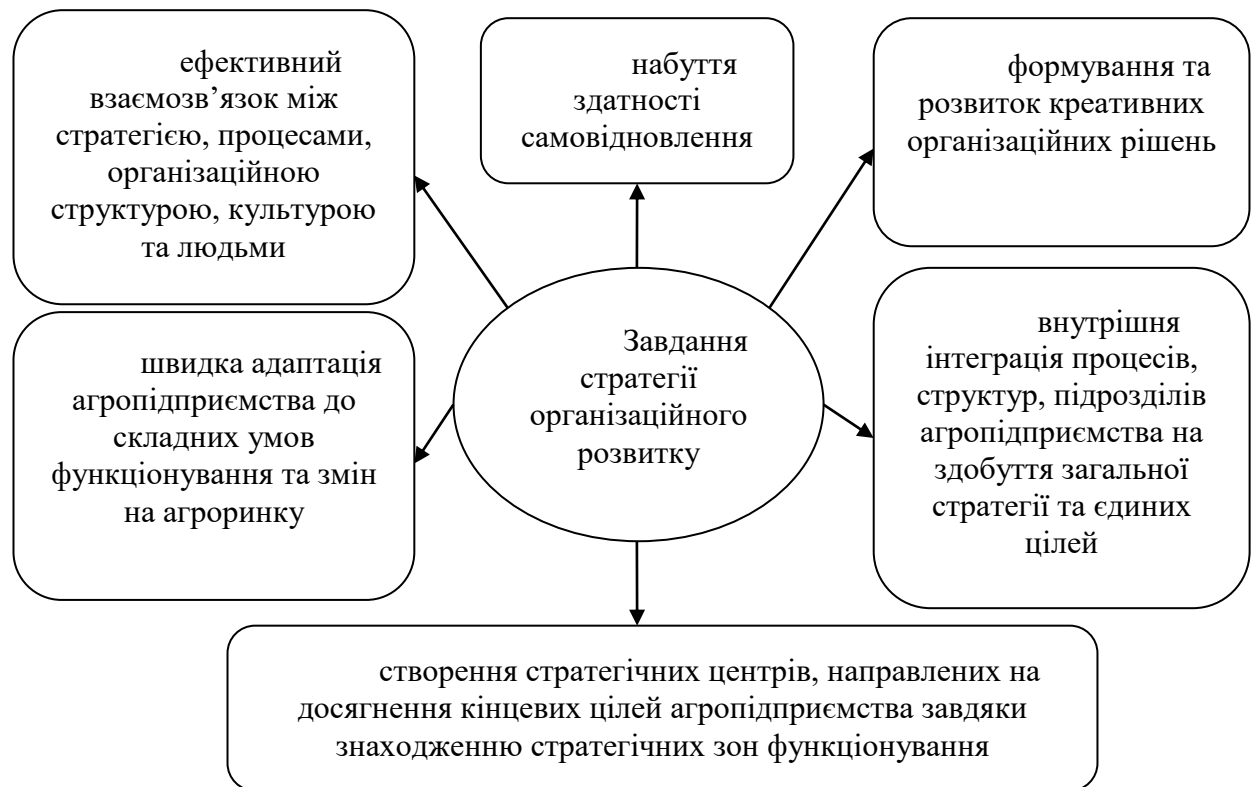 ефективний
взаємозв’язок між
стратегією, процесами,
організаційною
структурою, культурою
та людьми
набуття
здатності
самовідновлення
формування та
розвиток креативних
організаційних рішень
швидка адаптація
агропідприємства до
складних умов
функціонування та змін
на агроринку
Завдання
стратегії
організаційного
розвитку
внутрішня
інтеграція процесів,
структур, підрозділів
агропідприємства на
здобуття загальної
стратегії та єдиних
цілей
створення стратегічних центрів, направлених на
досягнення кінцевих цілей агропідприємства завдяки
знаходженню стратегічних зон функціонування